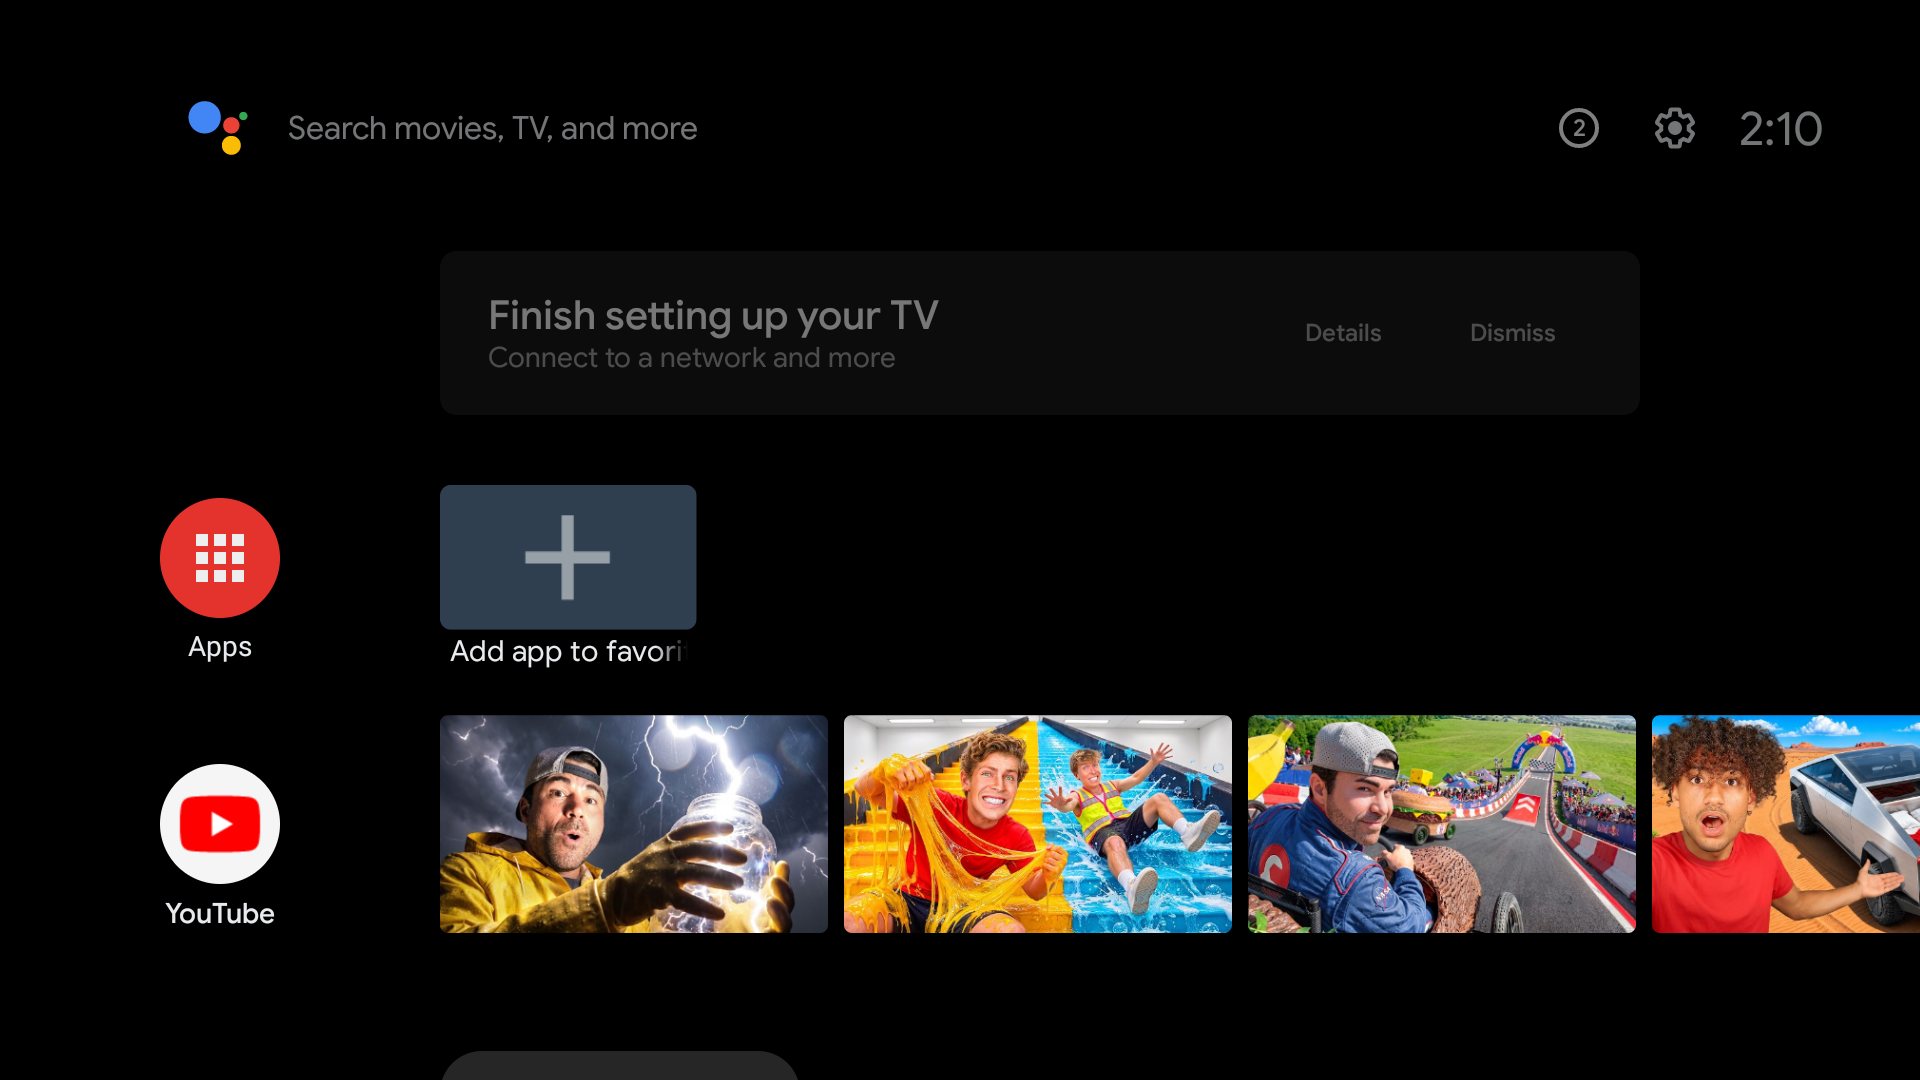 Search movies, TV, and more
2
2:10
Finish setting up your TV
Connect to a network and more
Details
Dismiss
Apps
Add app to favori
YouTube